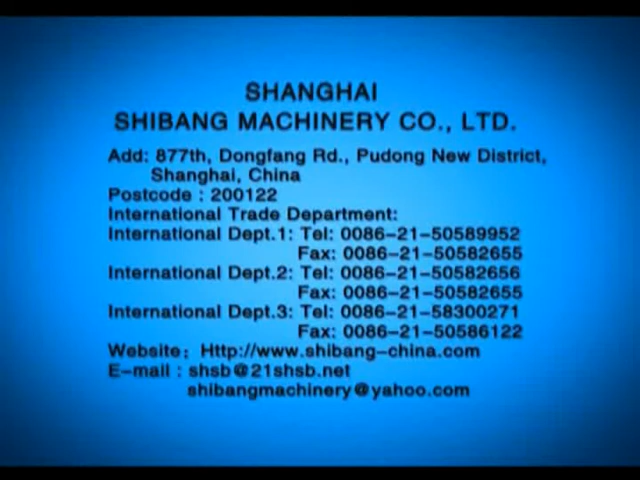 SHANGHAI
SHIBANG MACHINERY CO., LTD.
Add: 877th, Dongfang Rd., Pudong New District,
Shanghai, China
Postcode : 200122
International Trade Department:
International Dept.1: Tel: 0086-21-50589952
Fax: 0086-21-50582655
International Dept.2: Tel: 0086-21-50582656
Fax: 0086-21-50582655
International Dept.3: Tel: 0086-21-58300271
Fax: 0086-21-50586122
Website: Http://www.shibang-china.com
E-mail : shsb@21shsb.net
shibangmachinery@yahoo.com